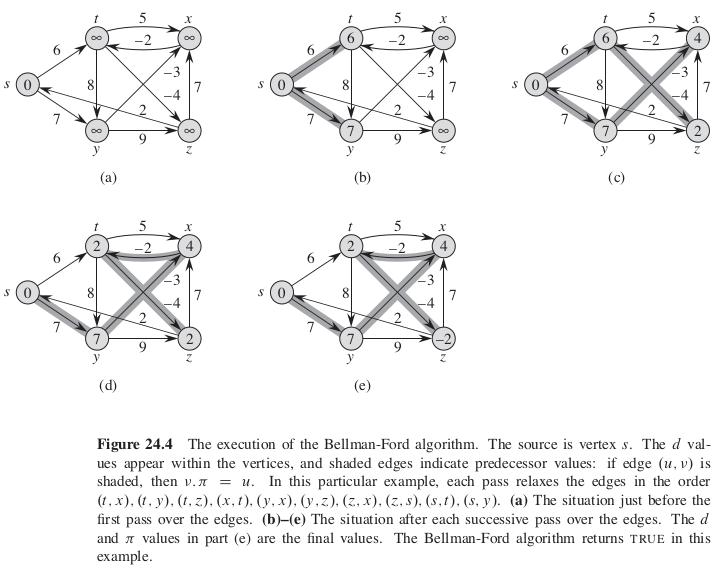 t 5 x
6 ∞ −2 ∞
s 0 8 −3 7
−4
7 2
∞ 9 ∞
y z
(a)
t 5 x
6 6 −2 ∞
s 0 8 −3 7
−4
7 2
7 9 ∞
y z
(b)
t 5 x
6 6 −2 4
s 0 8 −3 7
−4
7 2
7 9 2
y z
(c)
t 5 x
6 2 −2 4
s 0 8 −3 7
−4
7 2
7 9 2
y z
(d)
t 5 x
6 2 −2 4
s 0 8 −3 7
−4
7 2
7 9 −2
y z
(e)
Figure 24.4 The execution of the Bellman-Ford algorithm. The source is vertex s. The d val-
ues appear within the vertices, and shaded edges indicate predecessor values: if edge (u, v) is
shaded, then v.π = u. In this particular example, each pass relaxes the edges in the order
(t, x), (t, y), (t, z), (x, t), (y, x), (y, z), (z, x), (z, s), (s, t), (s, y). (a) The situation just before the
first pass over the edges. (b)–(e) The situation after each successive pass over the edges. The d
and π values in part (e) are the final values. The Bellman-Ford algorithm returns TRUE in this
example.